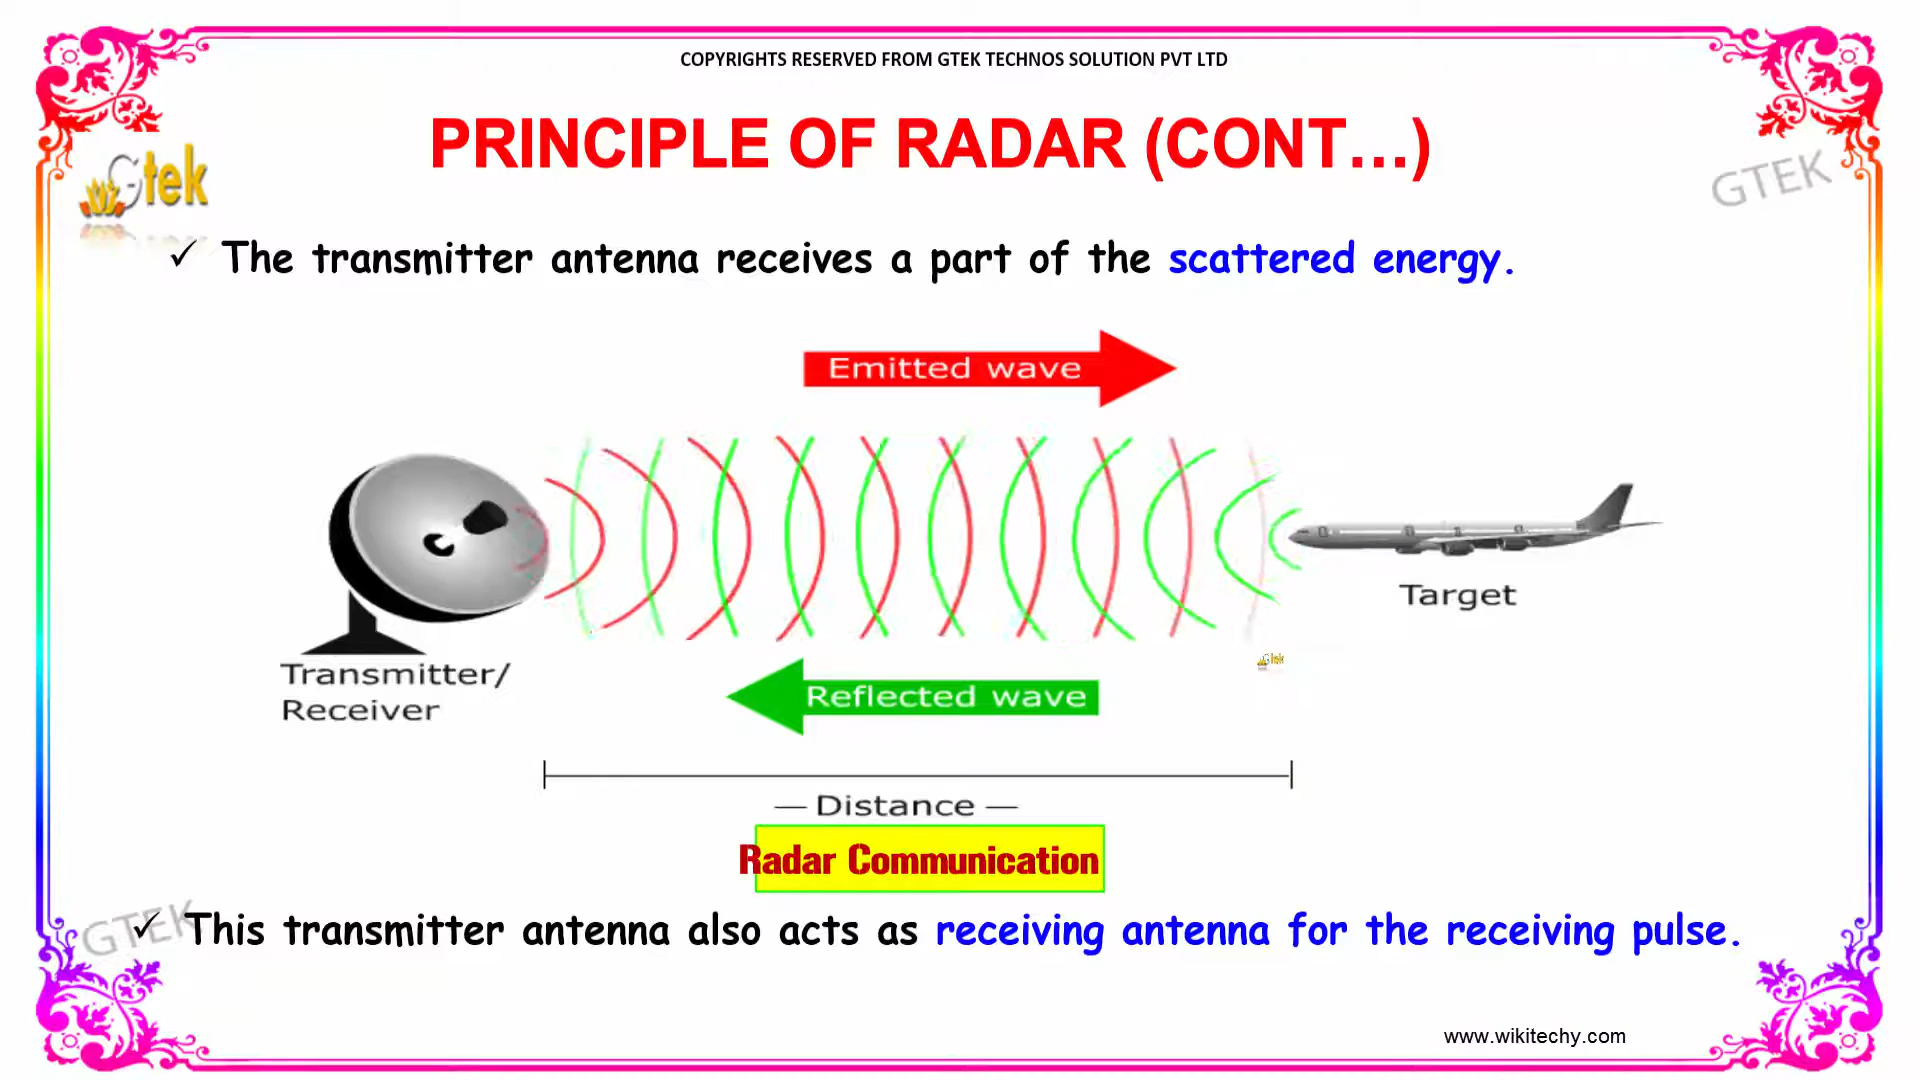 COPYRIGHTS RESERVED FROM GTEK TECHNOS SOLUTION PVT LTD
PRINCIPLE OF RADAR (CONT...)
Gtek
GTEK
✓ The transmitter antenna receives a part of the scattered energy.
Emitted wave
Target
Transmitter/
Receiver
Gtek
Reflected wave
— Distance —
Radar Communication
GTEK
✓ This transmitter antenna also acts as receiving antenna for the receiving pulse.
www.wikitechy.com